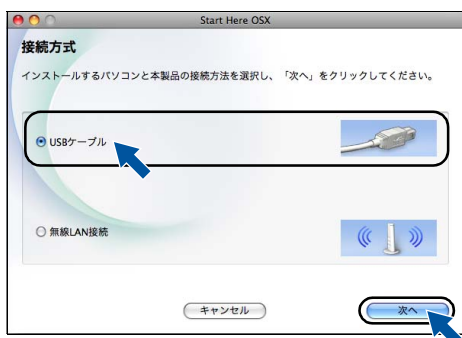 Start Here OSX
接続方式
インストールするパソコンと本製品の接続方法を選択し、「次へ」をクリックしてください。
USBケーブル
無線LAN接続
キャンセル
次へ